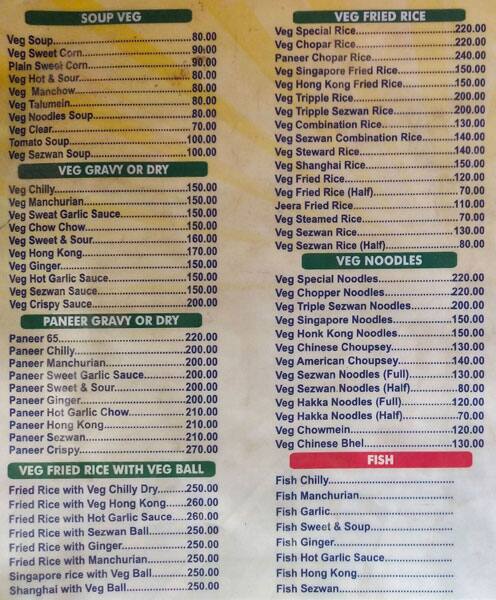 SOUP VEG
Veg Soup..........80.00
Veg Sweet Corn..........90.00
Plain Sweet Corn..........90.00
Veg Hot & Sour..........80.00
Veg Manchow..........80.00
Veg Talumein..........80.00
Veg Noodles Soup..........80.00
Veg Clear..........70.00
Tomato Soup..........100.00
Veg Sezwan Soup..........100.00
VEG GRAVY OR DRY
Veg Chilly..........150.00
Veg Manchurian..........150.00
Veg Sweat Garlic Sauce..........150.00
Veg Chow Chow..........150.00
Veg Sweet & Sour..........160.00
Veg Hong Kong..........170.00
Veg Ginger..........150.00
Veg Hot Garlic Sauce..........150.00
Veg Sezwan Sauce..........150.00
Veg Crispy Sauce..........200.00
PANEER GRAVY OR DRY
Paneer 65..........220.00
Paneer Chilly..........200.00
Paneer Manchurian..........200.00
Paneer Sweet Garlic Sauce..........200.00
Paneer Sweet & Sour..........200.00
Paneer Ginger..........200.00
Paneer Hot Garlic Chow..........210.00
Paneer Hong Kong..........210.00
Paneer Sezwan..........210.00
Paneer Crispy..........270.00
VEG FRIED RICE WITH VEG BALL
Fried Rice with Veg Chilly Dry..........250.00
Fried Rice with Veg Hong Kong..........260.00
Fried Rice with Hot Garlic Sauce..........260.00
Fried Rice with Sezwan Ball..........250.00
Fried Rice with Ginger..........250.00
Fried Rice with Manchurian..........250.00
Singapore rice with Veg Ball..........250.00
Shanghai with Veg Ball..........250.00
VEG FRIED RICE
Veg Special Rice..........220.00
Veg Chopar Rice..........220.00
Paneer Chopar Rice..........240.00
Veg Singapore Fried Rice..........150.00
Veg Hong Kong Fried Rice..........150.00
Veg Tripple Rice..........200.00
Veg Tripple Sezwan Rice..........200.00
Veg Combination Rice..........130.00
Veg Sezwan Combination Rice..........140.00
Veg Steward Rice..........140.00
Veg Shanghai Rice..........150.00
Veg Fried Rice..........120.00
Veg Fried Rice (Half)..........70.00
Jeera Fried Rice..........110.00
Veg Steamed Rice..........70.00
Veg Sezwan Rice..........130.00
Veg Sezwan Rice (Half)..........80.00
VEG NOODLES
Veg Special Noodles..........220.00
Veg Chopper Noodles..........220.00
Veg Triple Sezwan Noodles..........200.00
Veg Singapore Noodles..........150.00
Veg Honk Kong Noodles..........150.00
Veg Chinese Choupsey..........130.00
Veg American Choupsey..........140.00
Veg Sezwan Noodles (Full)..........130.00
Veg Sezwan Noodles (Half)..........80.00
Veg Hakka Noodles (Full)..........120.00
Veg Hakka Noodles (Half)..........70.00
Veg Chowmein..........120.00
Veg Chinese Bhel..........130.00
FISH
Fish Chilly..........
Fish Manchurian..........
Fish Garlic..........
Fish Sweet & Soup..........
Fish Ginger..........
Fish Hot Garlic Sauce..........
Fish Hong Kong..........
Fish Sezwan..........